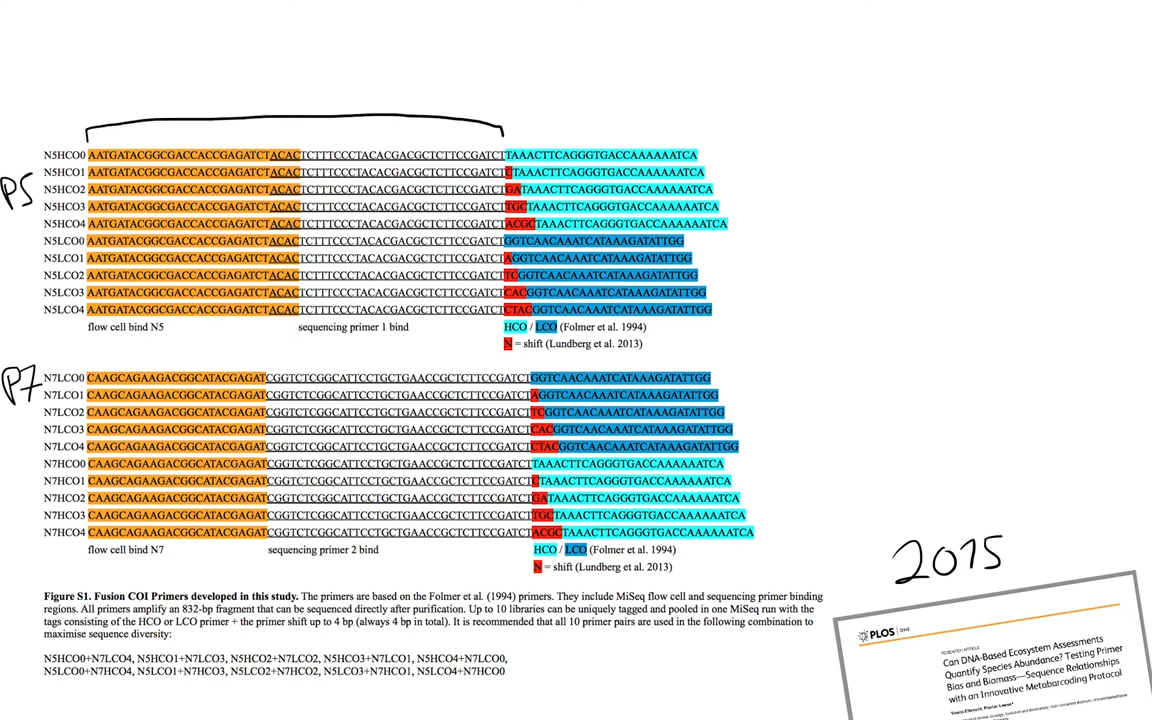 P5
N5HCO0 AATGATACGGCGACCACCGAGATCTACACTCTTTCCCTACACGACGCTCTTCCGATCTTAAACTTCAGGGTGACCAAAAAATCA
N5HCO1 AATGATACGGCGACCACCGAGATCTACACTCTTTCCCTACACGACGCTCTTCCGATCTCTAAACTTCAGGGTGACCAAAAAATCA
N5HCO2 AATGATACGGCGACCACCGAGATCTACACTCTTTCCCTACACGACGCTCTTCCGATCTGATAAACTTCAGGGTGACCAAAAAATCA
N5HCO3 AATGATACGGCGACCACCGAGATCTACACTCTTTCCCTACACGACGCTCTTCCGATCTTGCTAAACTTCAGGGTGACCAAAAAATCA
N5HCO4 AATGATACGGCGACCACCGAGATCTACACTCTTTCCCTACACGACGCTCTTCCGATCTACGCTAAACTTCAGGGTGACCAAAAAATCA
N5LCO0 AATGATACGGCGACCACCGAGATCTACACTCTTTCCCTACACGACGCTCTTCCGATCTGGTCAACAAATCATAAAGATATTGG
N5LCO1 AATGATACGGCGACCACCGAGATCTACACTCTTTCCCTACACGACGCTCTTCCGATCTAGGTCAACAAATCATAAAGATATTGG
N5LCO2 AATGATACGGCGACCACCGAGATCTACACTCTTTCCCTACACGACGCTCTTCCGATCTTCGGTCAACAAATCATAAAGATATTGG
N5LCO3 AATGATACGGCGACCACCGAGATCTACACTCTTTCCCTACACGACGCTCTTCCGATCTCACGGTCAACAAATCATAAAGATATTGG
N5LCO4 AATGATACGGCGACCACCGAGATCTACACTCTTTCCCTACACGACGCTCTTCCGATCTCTACGGTCAACAAATCATAAAGATATTGG
flow cell bind N5 sequencing primer 1 bind HCO / LCO (Folmer et al. 1994)
N = shift (Lundberg et al. 2013)
P7
N7LCO0 CAAGCAGAAGACGGCATACGAGATCGGTCTCGGCATTCCTGCTGAACCGCTCTTCCGATCTGGTCAACAAATCATAAAGATATTGG
N7LCO1 CAAGCAGAAGACGGCATACGAGATCGGTCTCGGCATTCCTGCTGAACCGCTCTTCCGATCTAGGTCAACAAATCATAAAGATATTGG
N7LCO2 CAAGCAGAAGACGGCATACGAGATCGGTCTCGGCATTCCTGCTGAACCGCTCTTCCGATCTTCGGTCAACAAATCATAAAGATATTGG
N7LCO3 CAAGCAGAAGACGGCATACGAGATCGGTCTCGGCATTCCTGCTGAACCGCTCTTCCGATCTCACGGTCAACAAATCATAAAGATATTGG
N7LCO4 CAAGCAGAAGACGGCATACGAGATCGGTCTCGGCATTCCTGCTGAACCGCTCTTCCGATCTCTACGGTCAACAAATCATAAAGATATTGG
N7HCO0 CAAGCAGAAGACGGCATACGAGATCGGTCTCGGCATTCCTGCTGAACCGCTCTTCCGATCTTAAACTTCAGGGTGACCAAAAAATCA
N7HCO1 CAAGCAGAAGACGGCATACGAGATCGGTCTCGGCATTCCTGCTGAACCGCTCTTCCGATCTCTAAACTTCAGGGTGACCAAAAAATCA
N7HCO2 CAAGCAGAAGACGGCATACGAGATCGGTCTCGGCATTCCTGCTGAACCGCTCTTCCGATCTGATAAACTTCAGGGTGACCAAAAAATCA
N7HCO3 CAAGCAGAAGACGGCATACGAGATCGGTCTCGGCATTCCTGCTGAACCGCTCTTCCGATCTTGCTAAACTTCAGGGTGACCAAAAAATCA
N7HCO4 CAAGCAGAAGACGGCATACGAGATCGGTCTCGGCATTCCTGCTGAACCGCTCTTCCGATCTACGCTAAACTTCAGGGTGACCAAAAAATCA
flow cell bind N7 sequencing primer 2 bind HCO / LCO (Folmer et al. 1994)
N = shift (Lundberg et al. 2013)
Figure S1. Fusion COI Primers developed in this study. The primers are based on the Folmer et al. (1994) primers. They include MiSeq flow cell and sequencing primer binding
regions. All primers amplify an 832-bp fragment that can be sequenced directly after purification. Up to 10 libraries can be uniquely tagged and pooled in one MiSeq run with the
tags consisting of the HCO or LCO primer + the primer shift up to 4 bp (always 4 bp in total). It is recommended that all 10 primer pairs are used in the following combination to
maximise sequence diversity:
N5HCO0+N7LCO4, N5HCO1+N7LCO3, N5HCO2+N7LCO2, N5HCO3+N7LCO1, N5HCO4+N7LCO0,
N5LCO0+N7HCO4, N5LCO1+N7HCO3, N5LCO2+N7HCO2, N5LCO3+N7HCO1, N5LCO4+N7HCO0
2015
PLOS | ONE
RESEARCH ARTICLE
Can DNA-Based Ecosystem Assessments
Quantify Species Abundance? Testing Primer
Bias and Biomass—Sequence Relationships
with an Innovative Metabarcoding Protocol